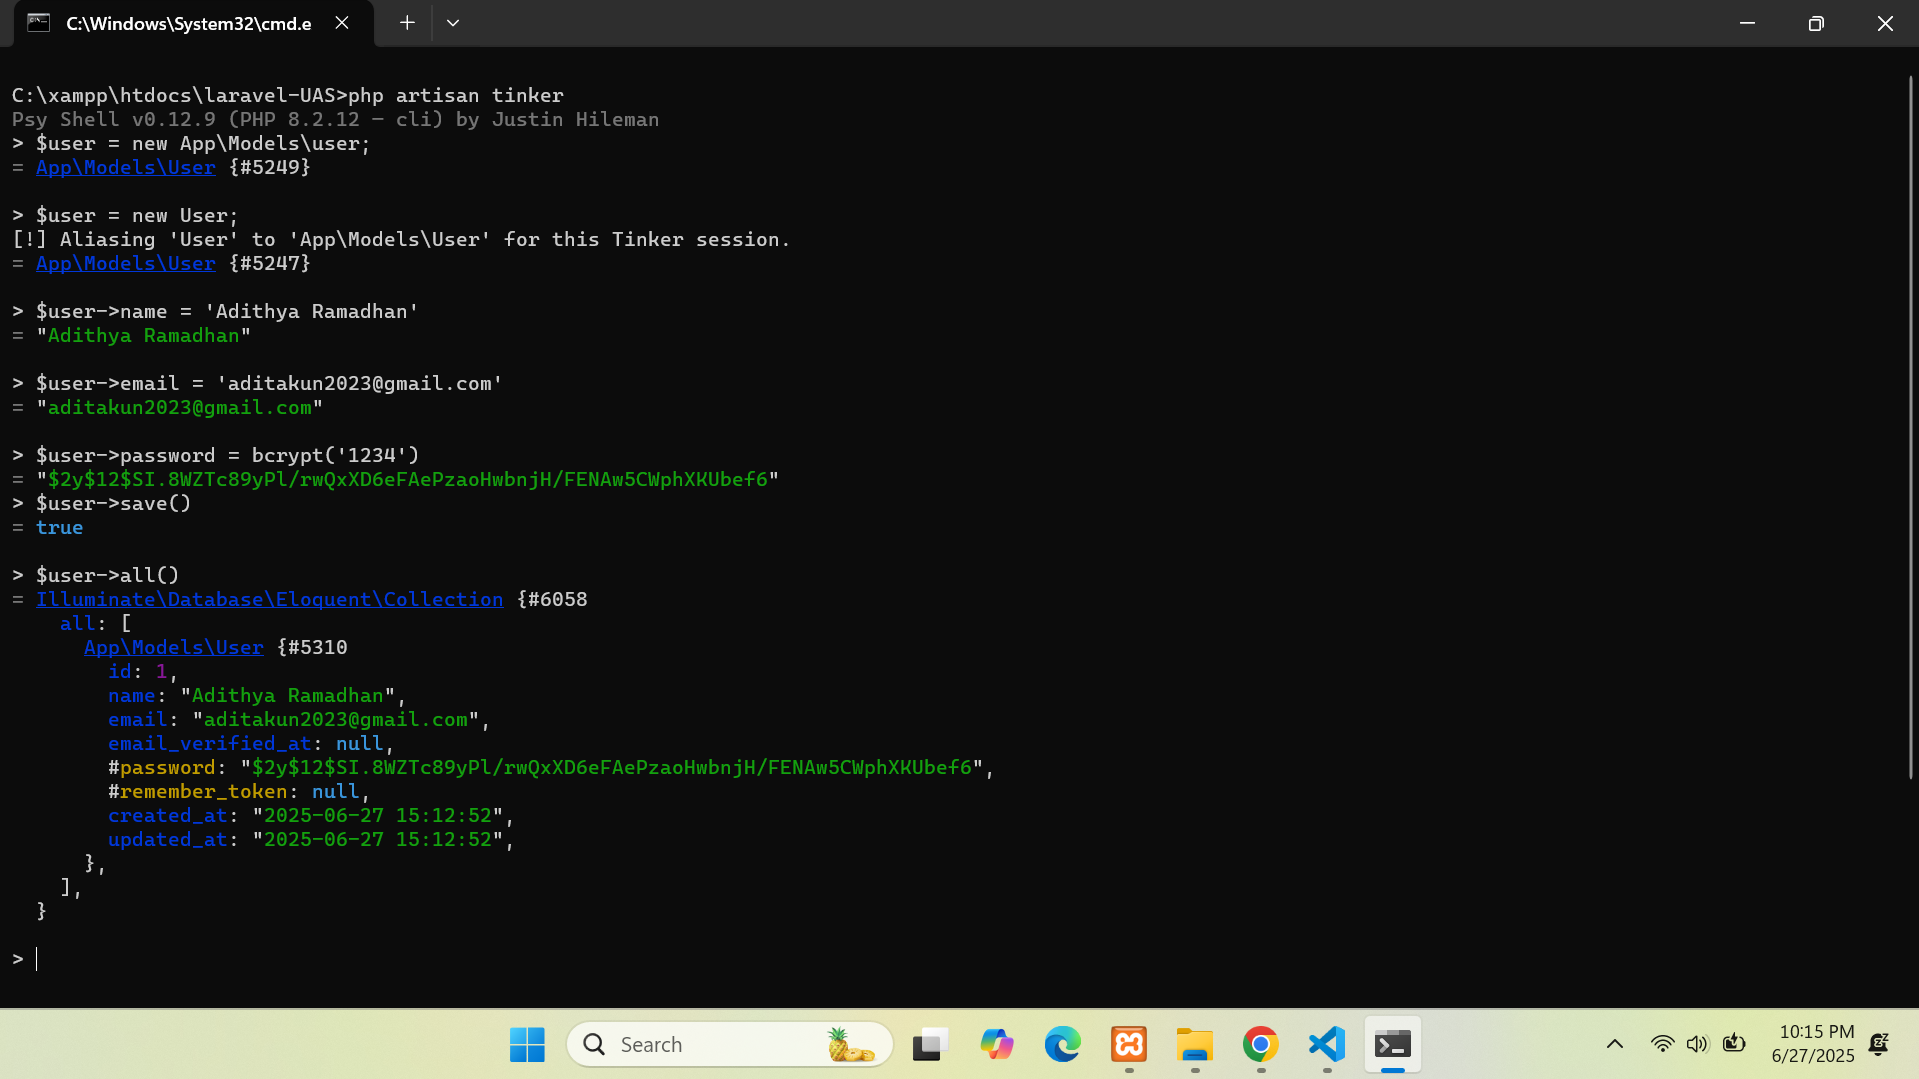 C:\Windows\System32\cmd.e
C:\xampp\htdocs\laravel-UAS>php artisan tinker
Psy Shell v0.12.9 (PHP 8.2.12 — cli) by Justin Hileman
> $user = new App\Models\user;
= App\Models\User {#5249}
> $user = new User;
[!] Aliasing 'User' to 'App\Models\User' for this Tinker session.
= App\Models\User {#5247}
> $user->name = 'Adithya Ramadhan'
= "Adithya Ramadhan"
> $user->email = 'aditakun2023@gmail.com'
= "aditakun2023@gmail.com"
> $user->password = bcrypt('1234')
= "$2y$12$SI.8WZTc89yPl/rwQxXD6eFAePzaoHwbnjH/FENAw5CWphXKUbef6"
> $user->save()
= true
> $user->all()
= Illuminate\Database\Eloquent\Collection {#6058
all: [
App\Models\User {#5310
id: 1,
name: "Adithya Ramadhan",
email: "aditakun2023@gmail.com",
email_verified_at: null,
#password: "$2y$12$SI.8WZTc89yPl/rwQxXD6eFAePzaoHwbnjH/FENAw5CWphXKUbef6",
#remember_token: null,
created_at: "2025-06-27 15:12:52",
updated_at: "2025-06-27 15:12:52",
},
],
}
>
Search
10:15 PM
6/27/2025